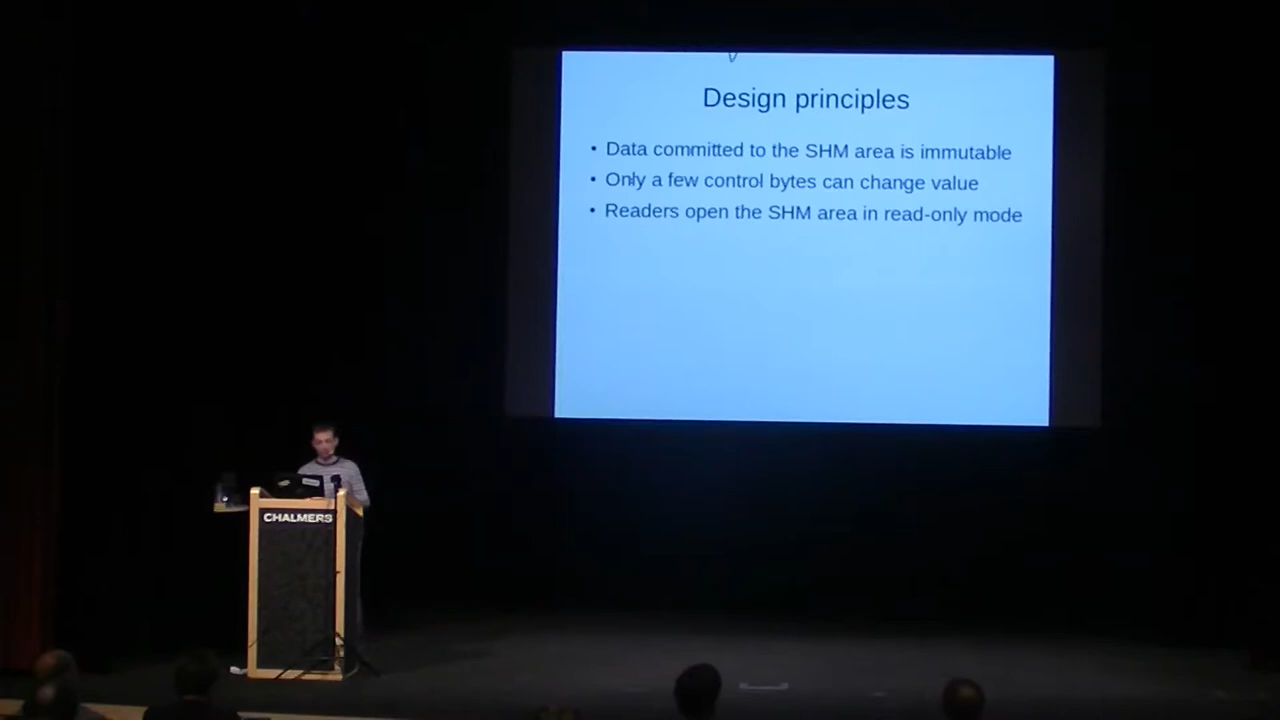 Design principles
• Data committed to the SHM area is immutable
• Only a few control bytes can change value
• Readers open the SHM area in read-only mode
CHALMERS